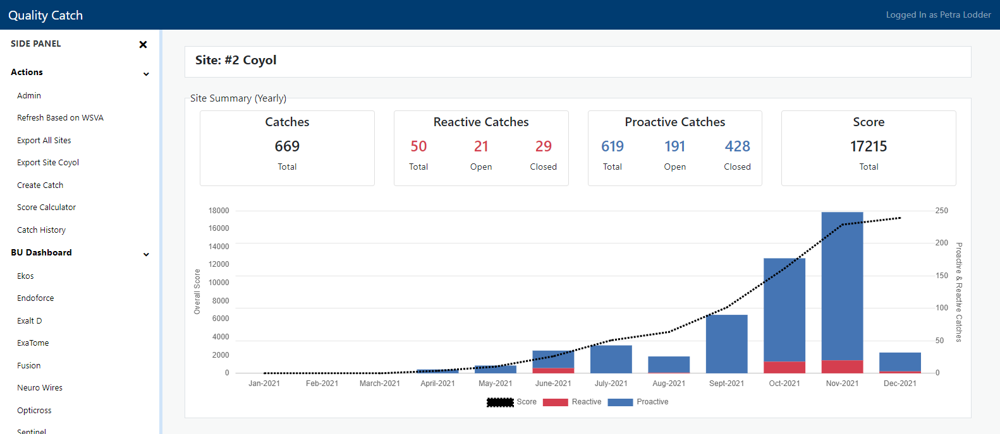 Quality Catch
Logged In as Petra Lodder
SIDE PANEL
Actions
Admin
Refresh Based on WSVA
Export All Sites
Export Site Coyol
Create Catch
Score Calculator
Catch History
BU Dashboard
Ekos
Endoforce
Exalt D
ExaTome
Fusion
Neuro Wires
Opticross
Sentinel
Site: #2 Coyol
Site Summary (Yearly)
Catches
669
Total
Reactive Catches
50 21 29
Total Open Closed
Proactive Catches
619 191 428
Total Open Closed
Score
17215
Total
Overall Score
18000
16000
14000
12000
10000
8000
6000
4000
2000
0
250
200
150
100
50
0
Proactive & Reactive Catches
Jan-2021 Feb-2021 March-2021 April-2021 May-2021 June-2021 July-2021 Aug-2021 Sept-2021 Oct-2021 Nov-2021 Dec-2021
Score Reactive Proactive